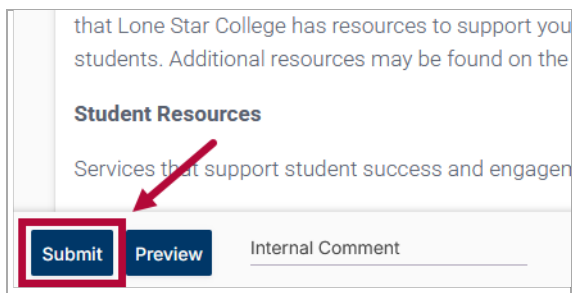 that Lone Star College has resources to support you
students. Additional resources may be found on the
Student Resources
Services that support student success and engagem
Submit Preview Internal Comment